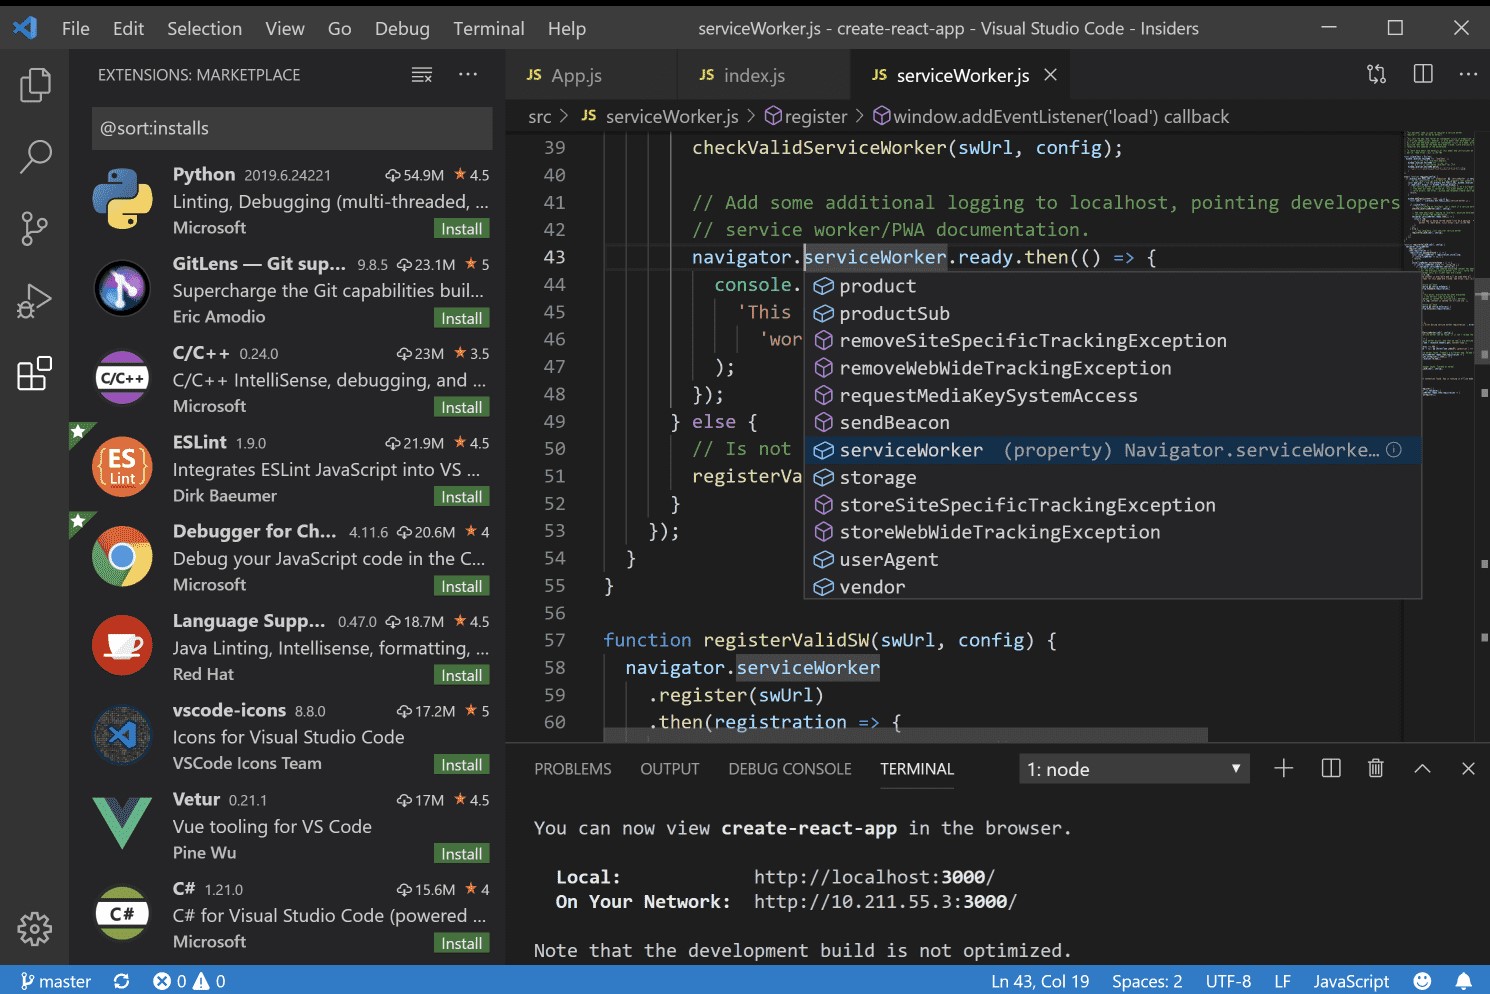 File Edit Selection View Go Debug Terminal Help
serviceWorker.js - create-react-app - Visual Studio Code - Insiders
EXTENSIONS: MARKETPLACE
@sort:installs
Python 2019.6.24221 54.9M 4.5
Linting, Debugging (multi-threaded, ...
Microsoft Install
GitLens — Git sup... 9.8.5 23.1M 5
Supercharge the Git capabilities buil...
Eric Amodio Install
C/C++
C/C++ 0.24.0 23M 3.5
C/C++ IntelliSense, debugging, and ...
Microsoft Install
ES
Lint
ESLint 1.9.0 21.9M 4.5
Integrates ESLint JavaScript into VS ...
Dirk Baeumer Install
Debugger for Ch... 4.11.6 20.6M 4
Debug your JavaScript code in the C...
Microsoft Install
Language Supp... 0.47.0 18.7M 4.5
Java Linting, Intellisense, formatting, ...
Red Hat Install
vscode-icons 8.8.0 17.2M 5
Icons for Visual Studio Code
VSCode Icons Team Install
Vetur 0.21.1 17M 4.5
Vue tooling for VS Code
Pine Wu Install
C#
C# 1.21.0 15.6M 4
C# for Visual Studio Code (powered ...
Microsoft Install
JS App.js JS index.js JS serviceWorker.js
src > JS serviceWorker.js > register > window.addEventListener('load') callback
39 checkValidServiceWorker(swUrl, config);
40
41 // Add some additional logging to localhost, pointing developers
42 // service worker/PWA documentation.
43 navigator.serviceWorker.ready.then(() => {
44 console.
45 'This
46 'wor
47 );
48 });
49 } else {
50 // Is not
51 registerVa
52 }
53 });
54 }
55 }
56
57 function registerValidSW(swUrl, config) {
58 navigator.serviceWorker
59 .register(swUrl)
60 .then(registration => {
product
productSub
removeSiteSpecificTrackingException
removeWebWideTrackingException
requestMediaKeySystemAccess
sendBeacon
serviceWorker (property) Navigator.serviceWorke...
storage
storeSiteSpecificTrackingException
storeWebWideTrackingException
userAgent
vendor
PROBLEMS OUTPUT DEBUG CONSOLE TERMINAL 1: node
You can now view create-react-app in the browser.
Local: http://localhost:3000/
On Your Network: http://10.211.55.3:3000/
Note that the development build is not optimized.
master 0 0 Ln 43, Col 19 Spaces: 2 UTF-8 LF JavaScript